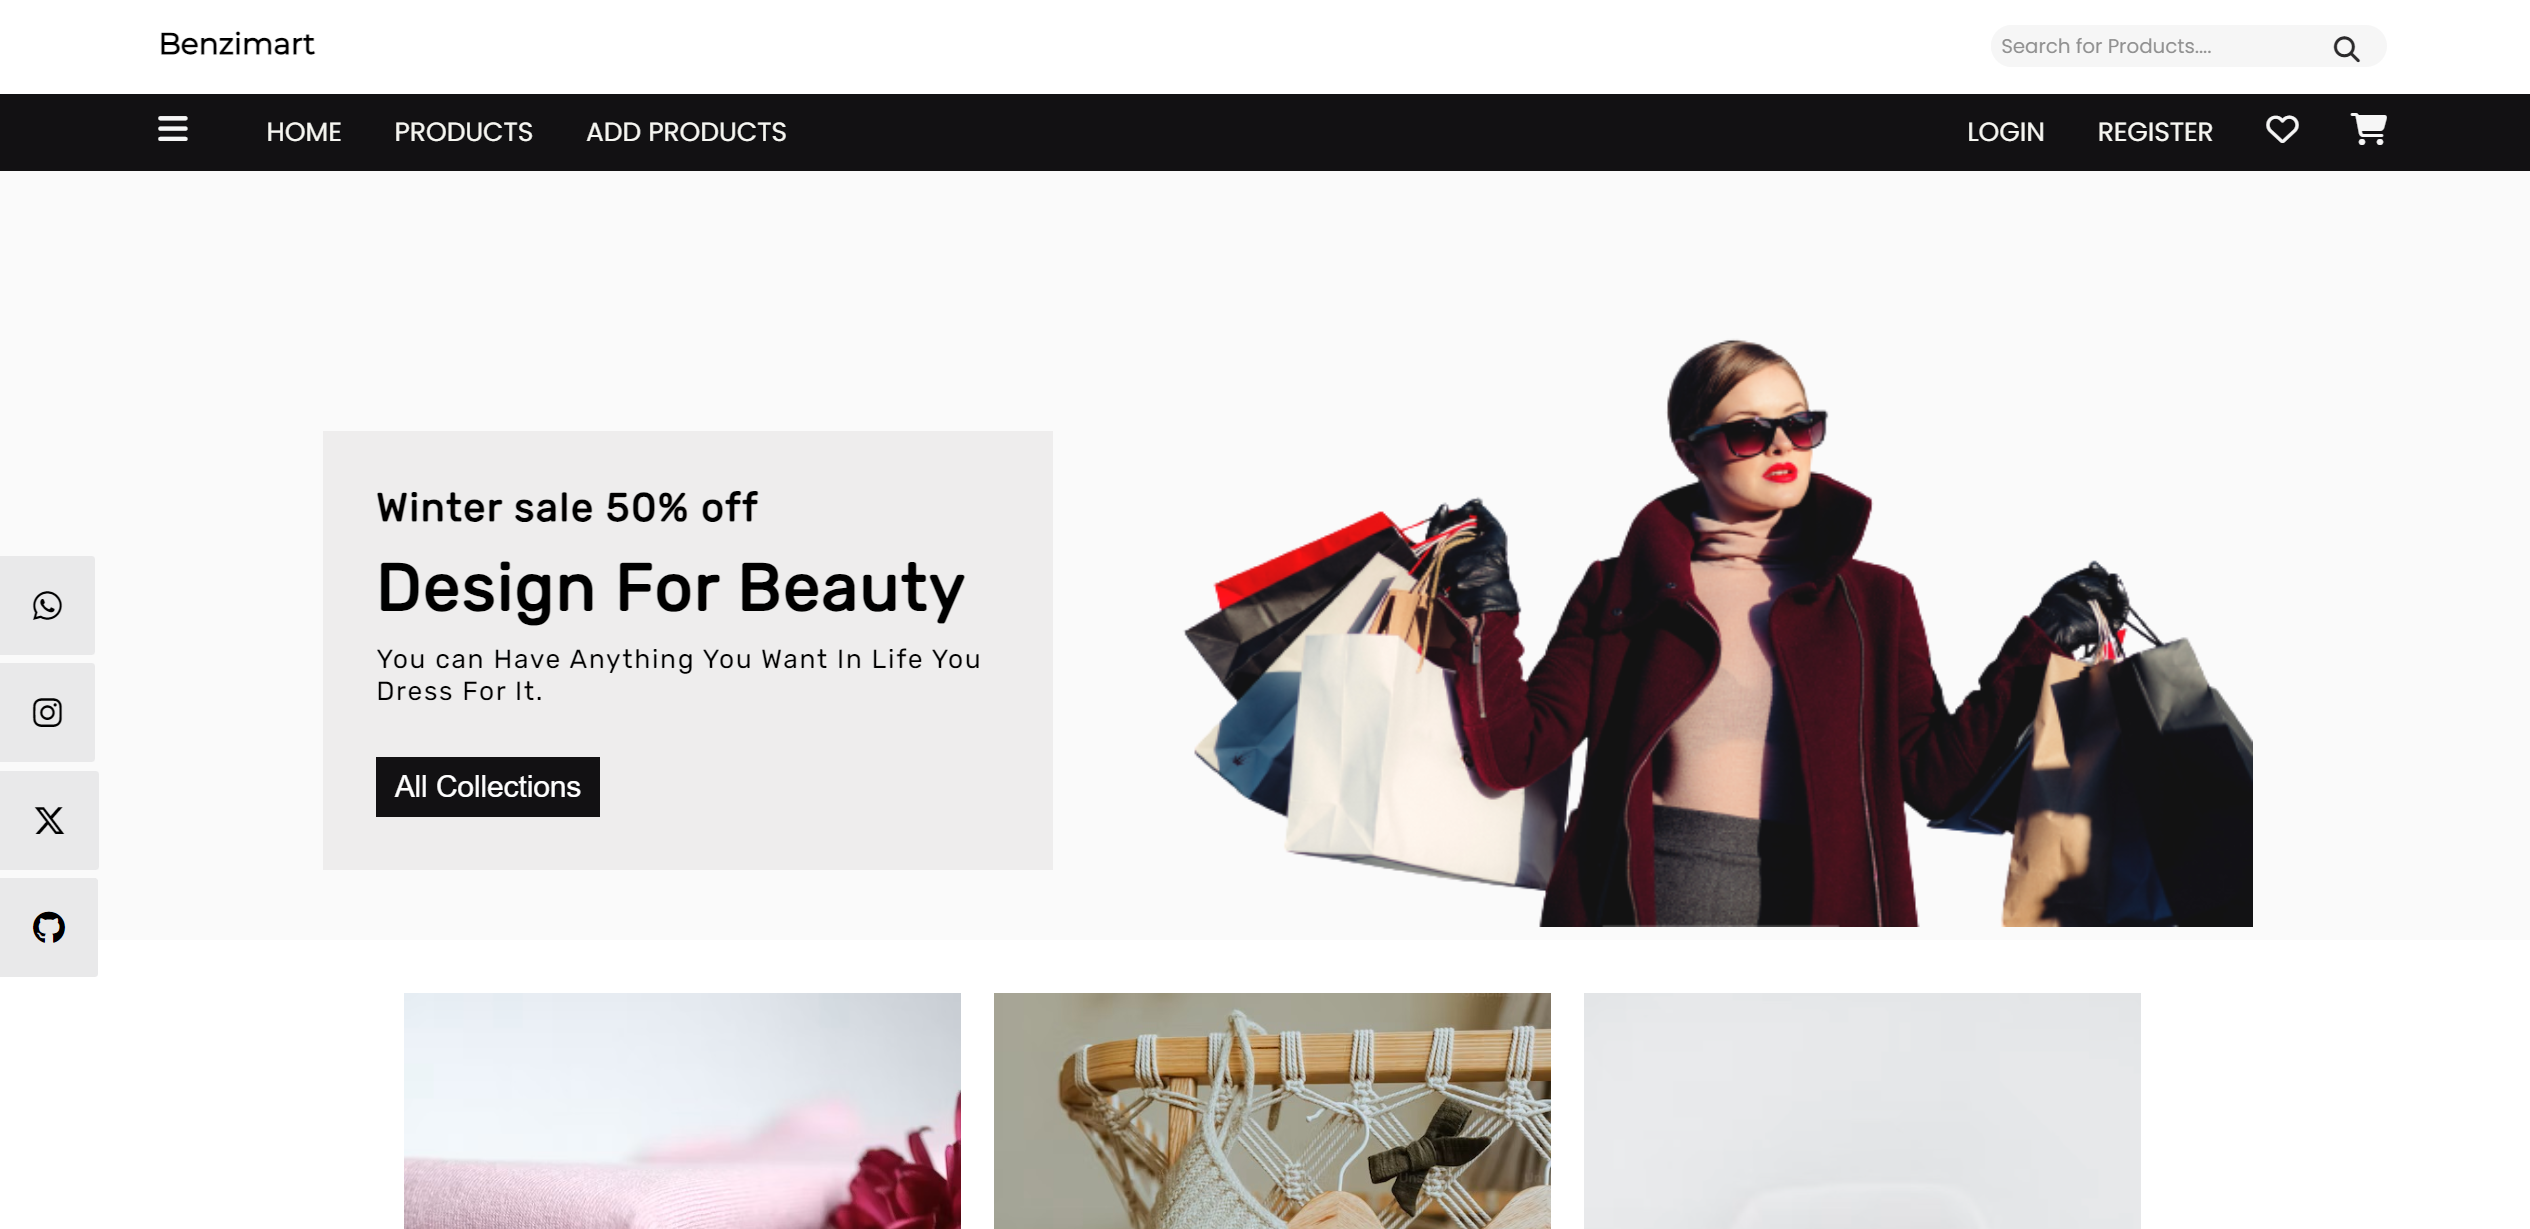 Benzimart
Search for Products....
HOME PRODUCTS ADD PRODUCTS LOGIN REGISTER
Winter sale 50% off
Design For Beauty
You can Have Anything You Want In Life You
Dress For It.
All Collections